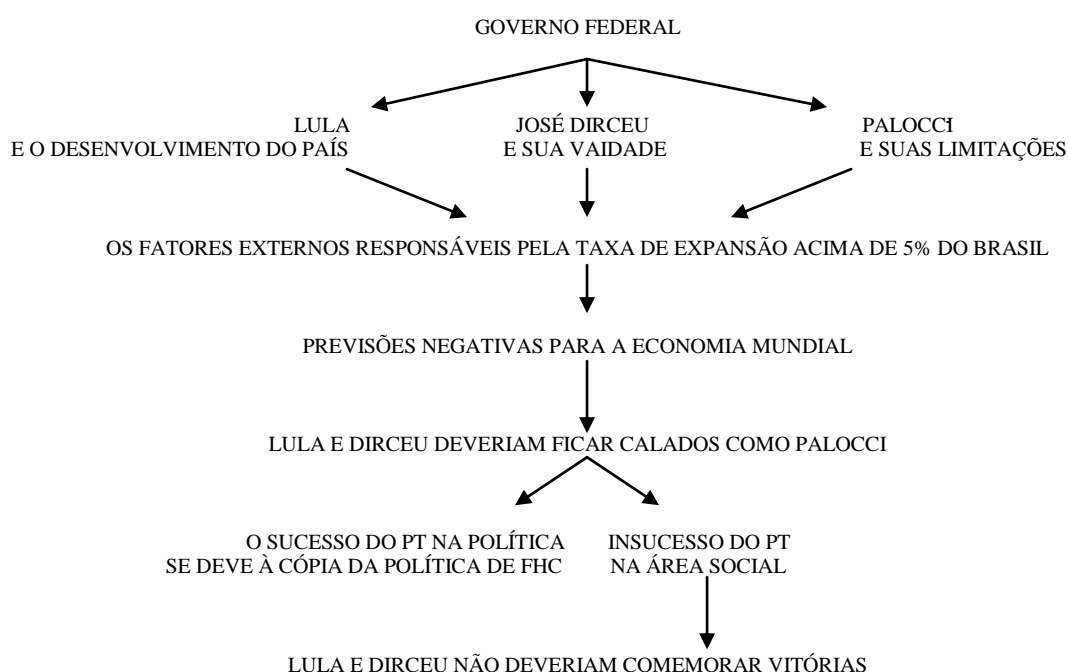 GOVERNO FEDERAL
LULA
E O DESENVOLVIMENTO DO PAÍS
JOSÉ DIRCEU
E SUA VAIDADE
PALOCCI
E SUAS LIMITAÇÕES
OS FATORES EXTERNOS RESPONSÁVEIS PELA TAXA DE EXPANSÃO ACIMA DE 5% DO BRASIL
PREVISÕES NEGATIVAS PARA A ECONOMIA MUNDIAL
LULA E DIRCEU DEVERIAM FICAR CALADOS COMO PALOCCI
O SUCESSO DO PT NA POLÍTICA
SE DEVE À CÓPIA DA POLÍTICA DE FHC
INSUCESSO DO PT
NA ÁREA SOCIAL
LULA E DIRCEU NÃO DEVERIAM COMEMORAR VITÓRIAS